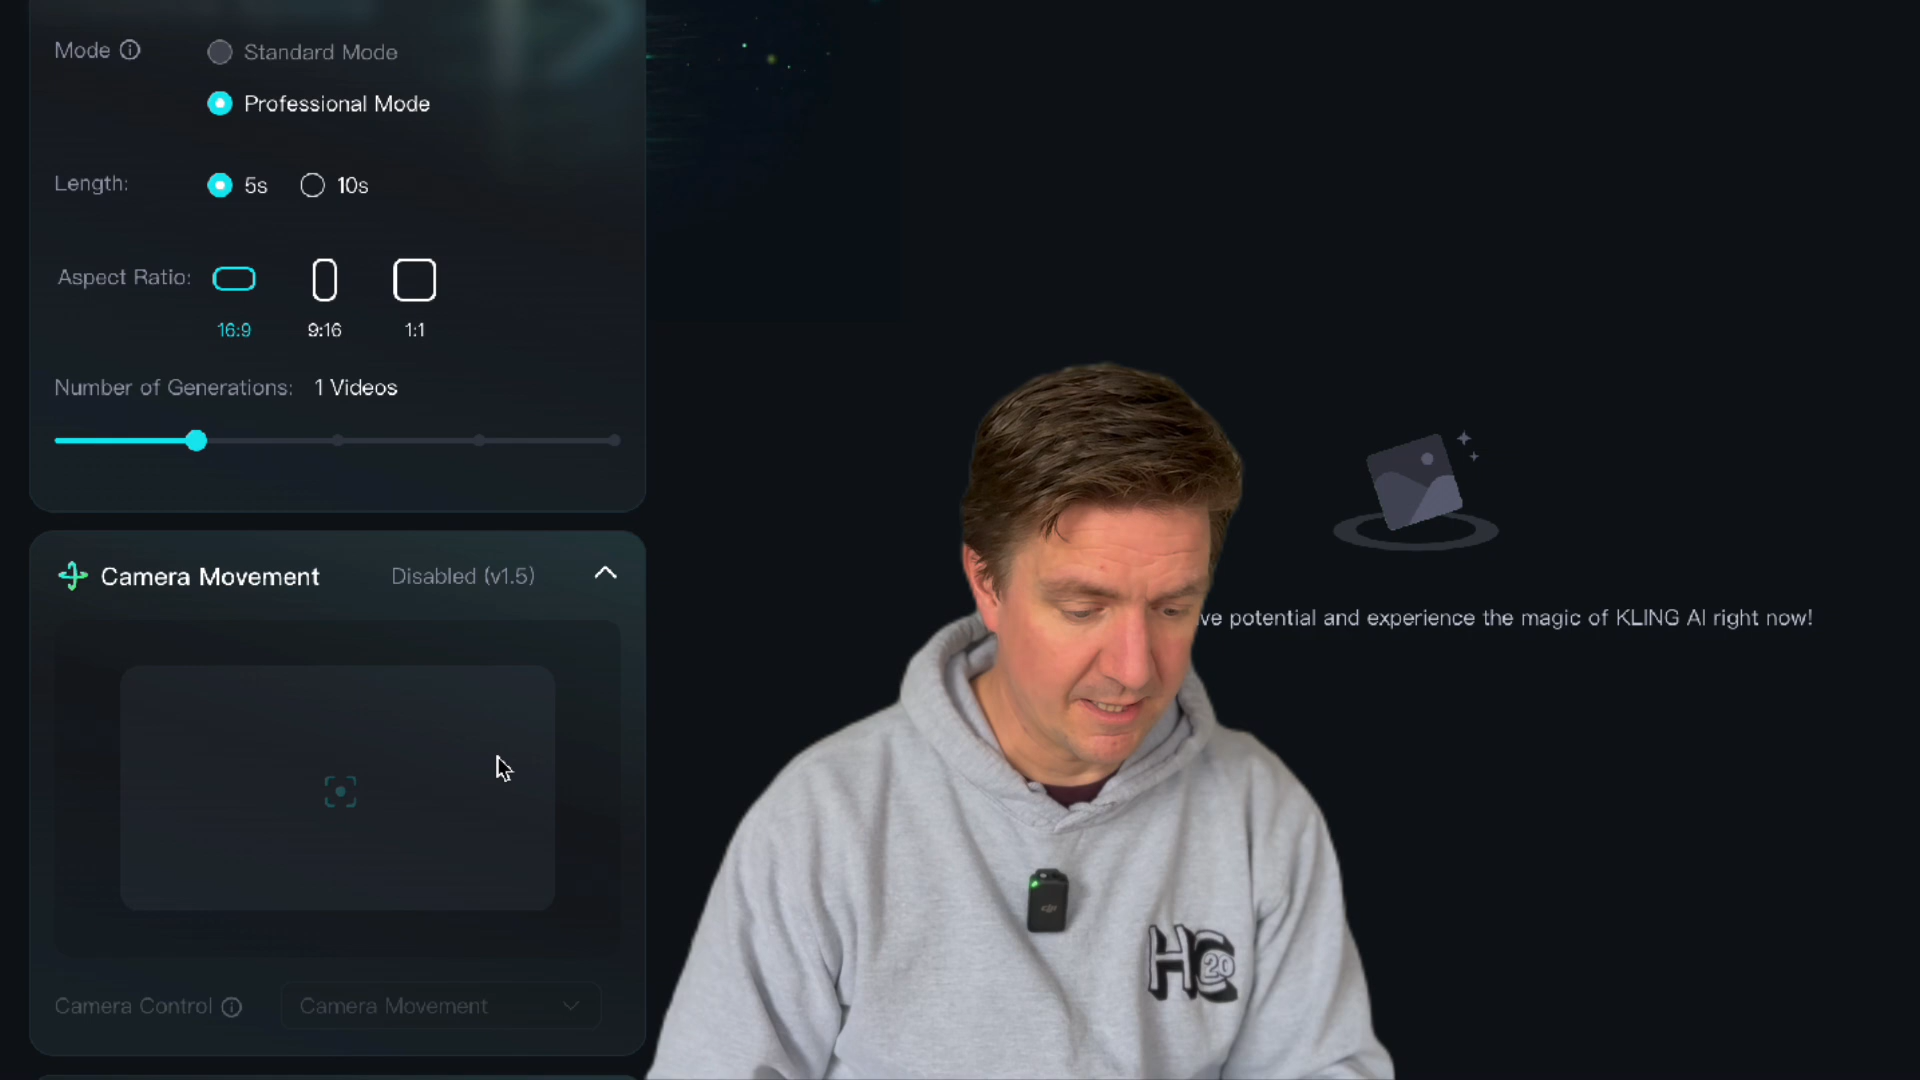 Mode
Standard Mode
Professional Mode
Length:
5s
10s
Aspect Ratio:
16:9
9:16
1:1
Number of Generations:
1 Videos
Camera Movement
Disabled (v1.5)
ve potential and experience the magic of KLING AI right now!
Camera Control
Camera Movement
dji
HC
20